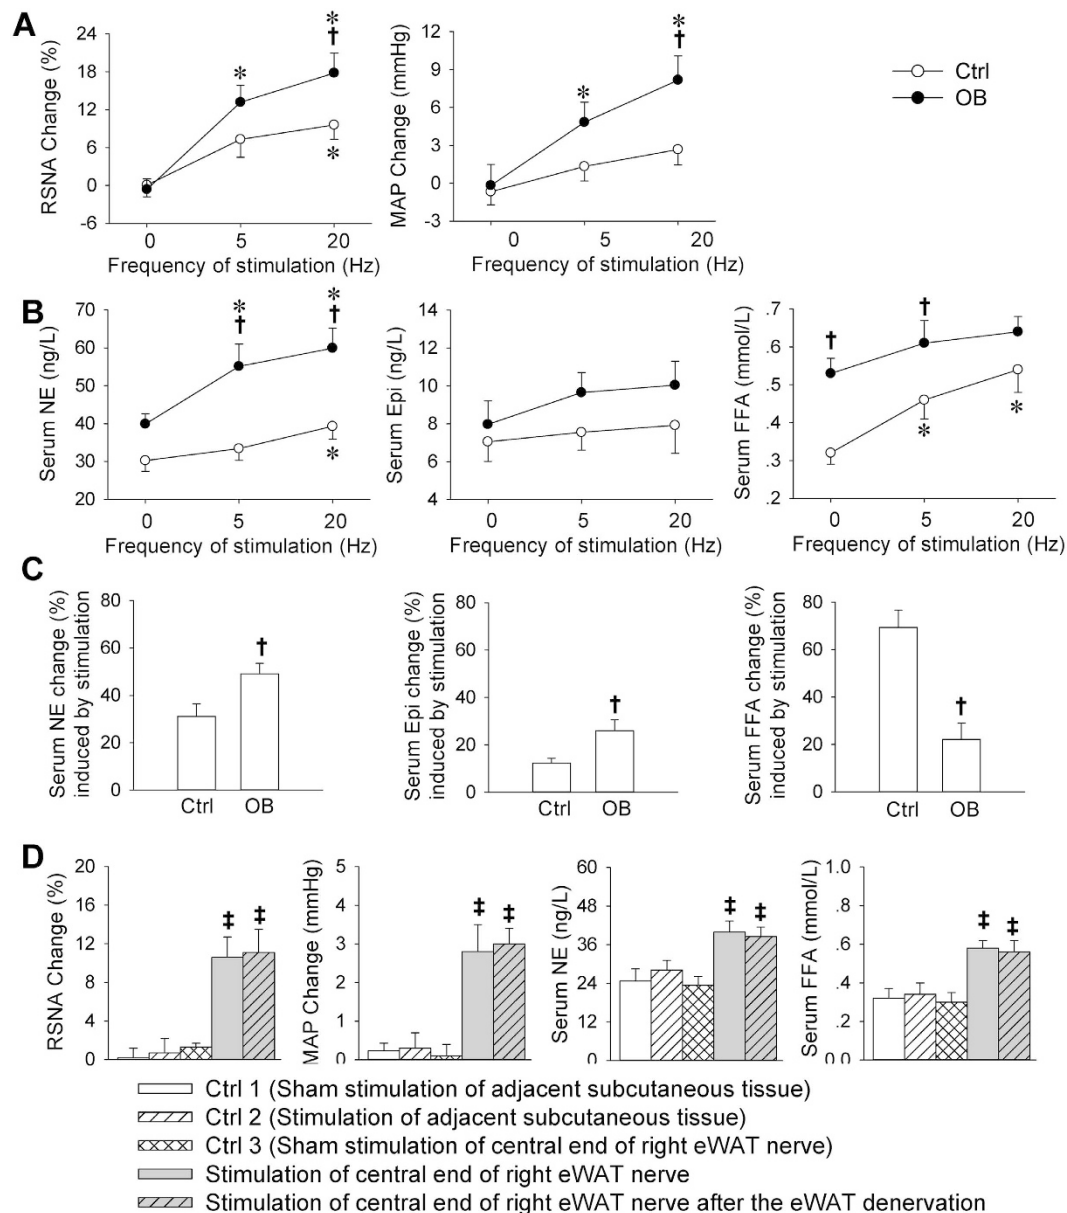 A
RSNA Change (%)
24
18
12
6
0
-6
*
*
†
*
0 5 20
Frequency of stimulation (Hz)
MAP Change (mmHg)
12
9
6
3
0
-3
*
*
†
0 5 20
Frequency of stimulation (Hz)
Ctrl
OB
B
Serum NE (ng/L)
70
60
50
40
30
20
*
†
*
†
*
0 5 20
Frequency of stimulation (Hz)
Serum Epi (ng/L)
14
12
10
8
6
4
0 5 20
Frequency of stimulation (Hz)
Serum FFA (mmol/L)
.7
.6
.5
.4
.3
.2
†
†
*
*
0 5 20
Frequency of stimulation (Hz)
C
Serum NE change (%)
induced by stimulation
80
60
40
20
0
†
Ctrl OB
Serum Epi change (%)
induced by stimulation
80
60
40
20
0
†
Ctrl OB
Serum FFA change (%)
induced by stimulation
80
60
40
20
0
†
Ctrl OB
D
RSNA Change (%)
20
16
12
8
4
0
‡ ‡
MAP Change (mmHg)
5
4
3
2
1
0
‡ ‡
Serum NE (ng/L)
60
48
36
24
12
0
‡ ‡
Serum FFA (mmol/L)
1.0
.8
.6
.4
.2
0.0
‡ ‡
Ctrl 1 (Sham stimulation of adjacent subcutaneous tissue)
Ctrl 2 (Stimulation of adjacent subcutaneous tissue)
Ctrl 3 (Sham stimulation of central end of right eWAT nerve)
Stimulation of central end of right eWAT nerve
Stimulation of central end of right eWAT nerve after the eWAT denervation